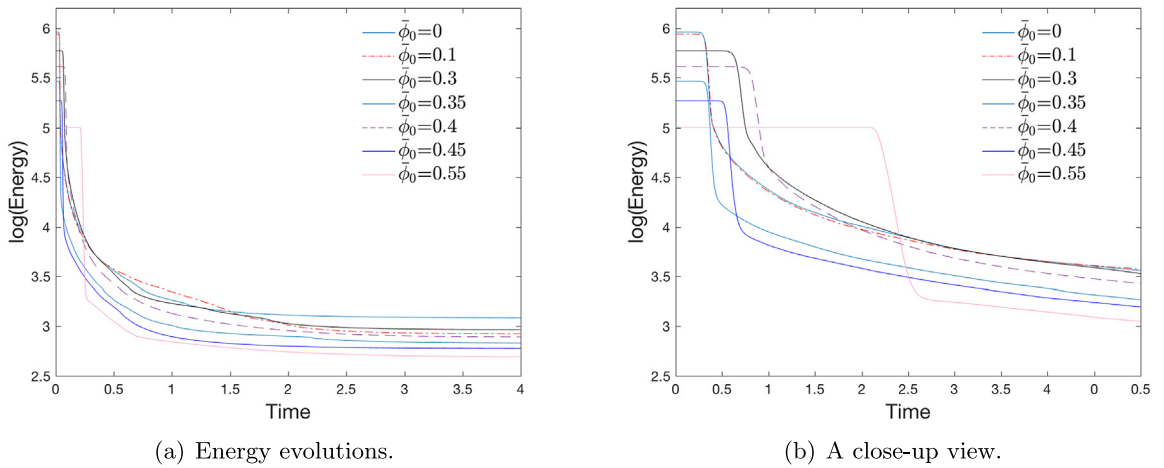 6
5.5
5
4.5
4
3.5
3
2.5
log(Energy)
0 0.5 1 1.5 2 2.5 3 3.5 4
Time
ϕ̄₀=0
ϕ̄₀=0.1
ϕ̄₀=0.3
ϕ̄₀=0.35
ϕ̄₀=0.4
ϕ̄₀=0.45
ϕ̄₀=0.55
(a) Energy evolutions.
6
5.5
5
4.5
4
3.5
3
2.5
log(Energy)
0 0.5 1 1.5 2 2.5 3 3.5 0 0.5
Time
ϕ̄₀=0
ϕ̄₀=0.1
ϕ̄₀=0.3
ϕ̄₀=0.35
ϕ̄₀=0.4
ϕ̄₀=0.45
ϕ̄₀=0.55
(b) A close-up view.